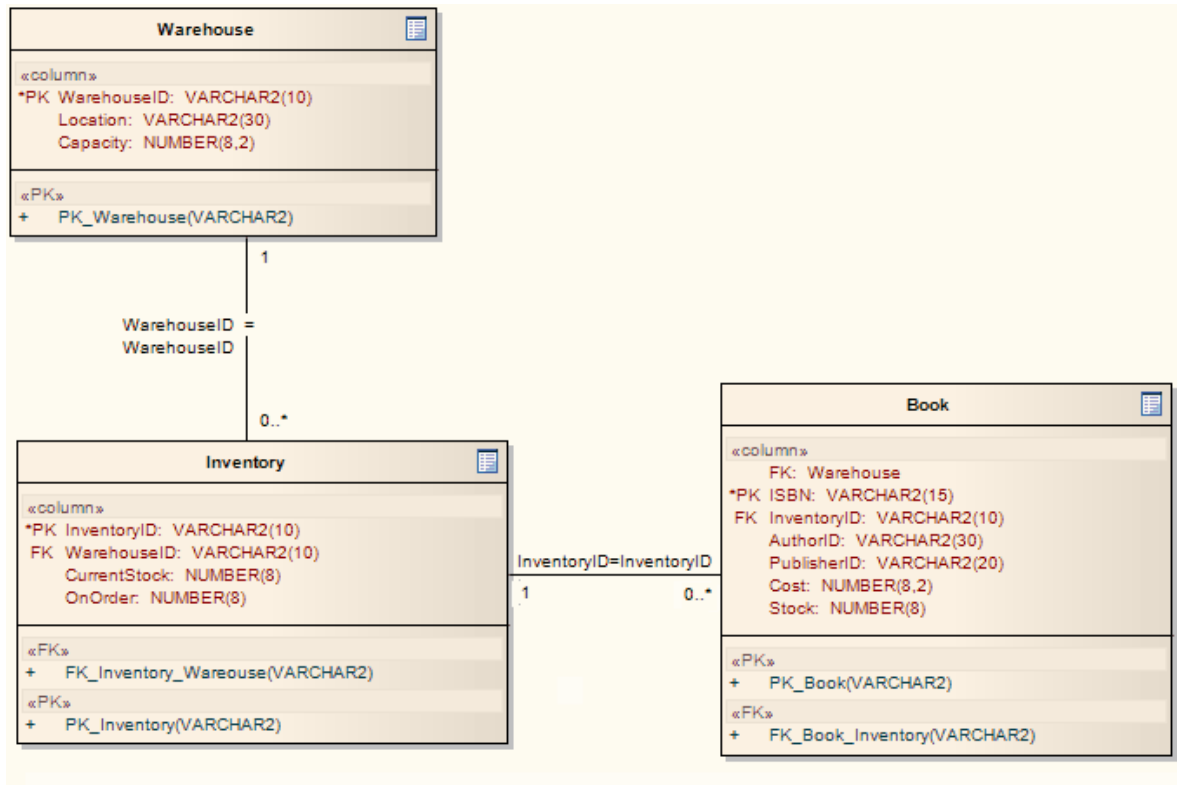 Warehouse
«column»
*PK WarehouseID: VARCHAR2(10)
Location: VARCHAR2(30)
Capacity: NUMBER(8,2)
«PK»
+ PK_Warehouse(VARCHAR2)
1
WarehouseID =
WarehouseID
0..*
Inventory
«column»
*PK InventoryID: VARCHAR2(10)
FK WarehouseID: VARCHAR2(10)
CurrentStock: NUMBER(8)
OnOrder: NUMBER(8)
«FK»
+ FK_Inventory_Wareouse(VARCHAR2)
«PK»
+ PK_Inventory(VARCHAR2)
InventoryID=InventoryID
1 0..*
Book
«column»
FK: Warehouse
*PK ISBN: VARCHAR2(15)
FK InventoryID: VARCHAR2(10)
AuthorID: VARCHAR2(30)
PublisherID: VARCHAR2(20)
Cost: NUMBER(8,2)
Stock: NUMBER(8)
«PK»
+ PK_Book(VARCHAR2)
«FK»
+ FK_Book_Inventory(VARCHAR2)